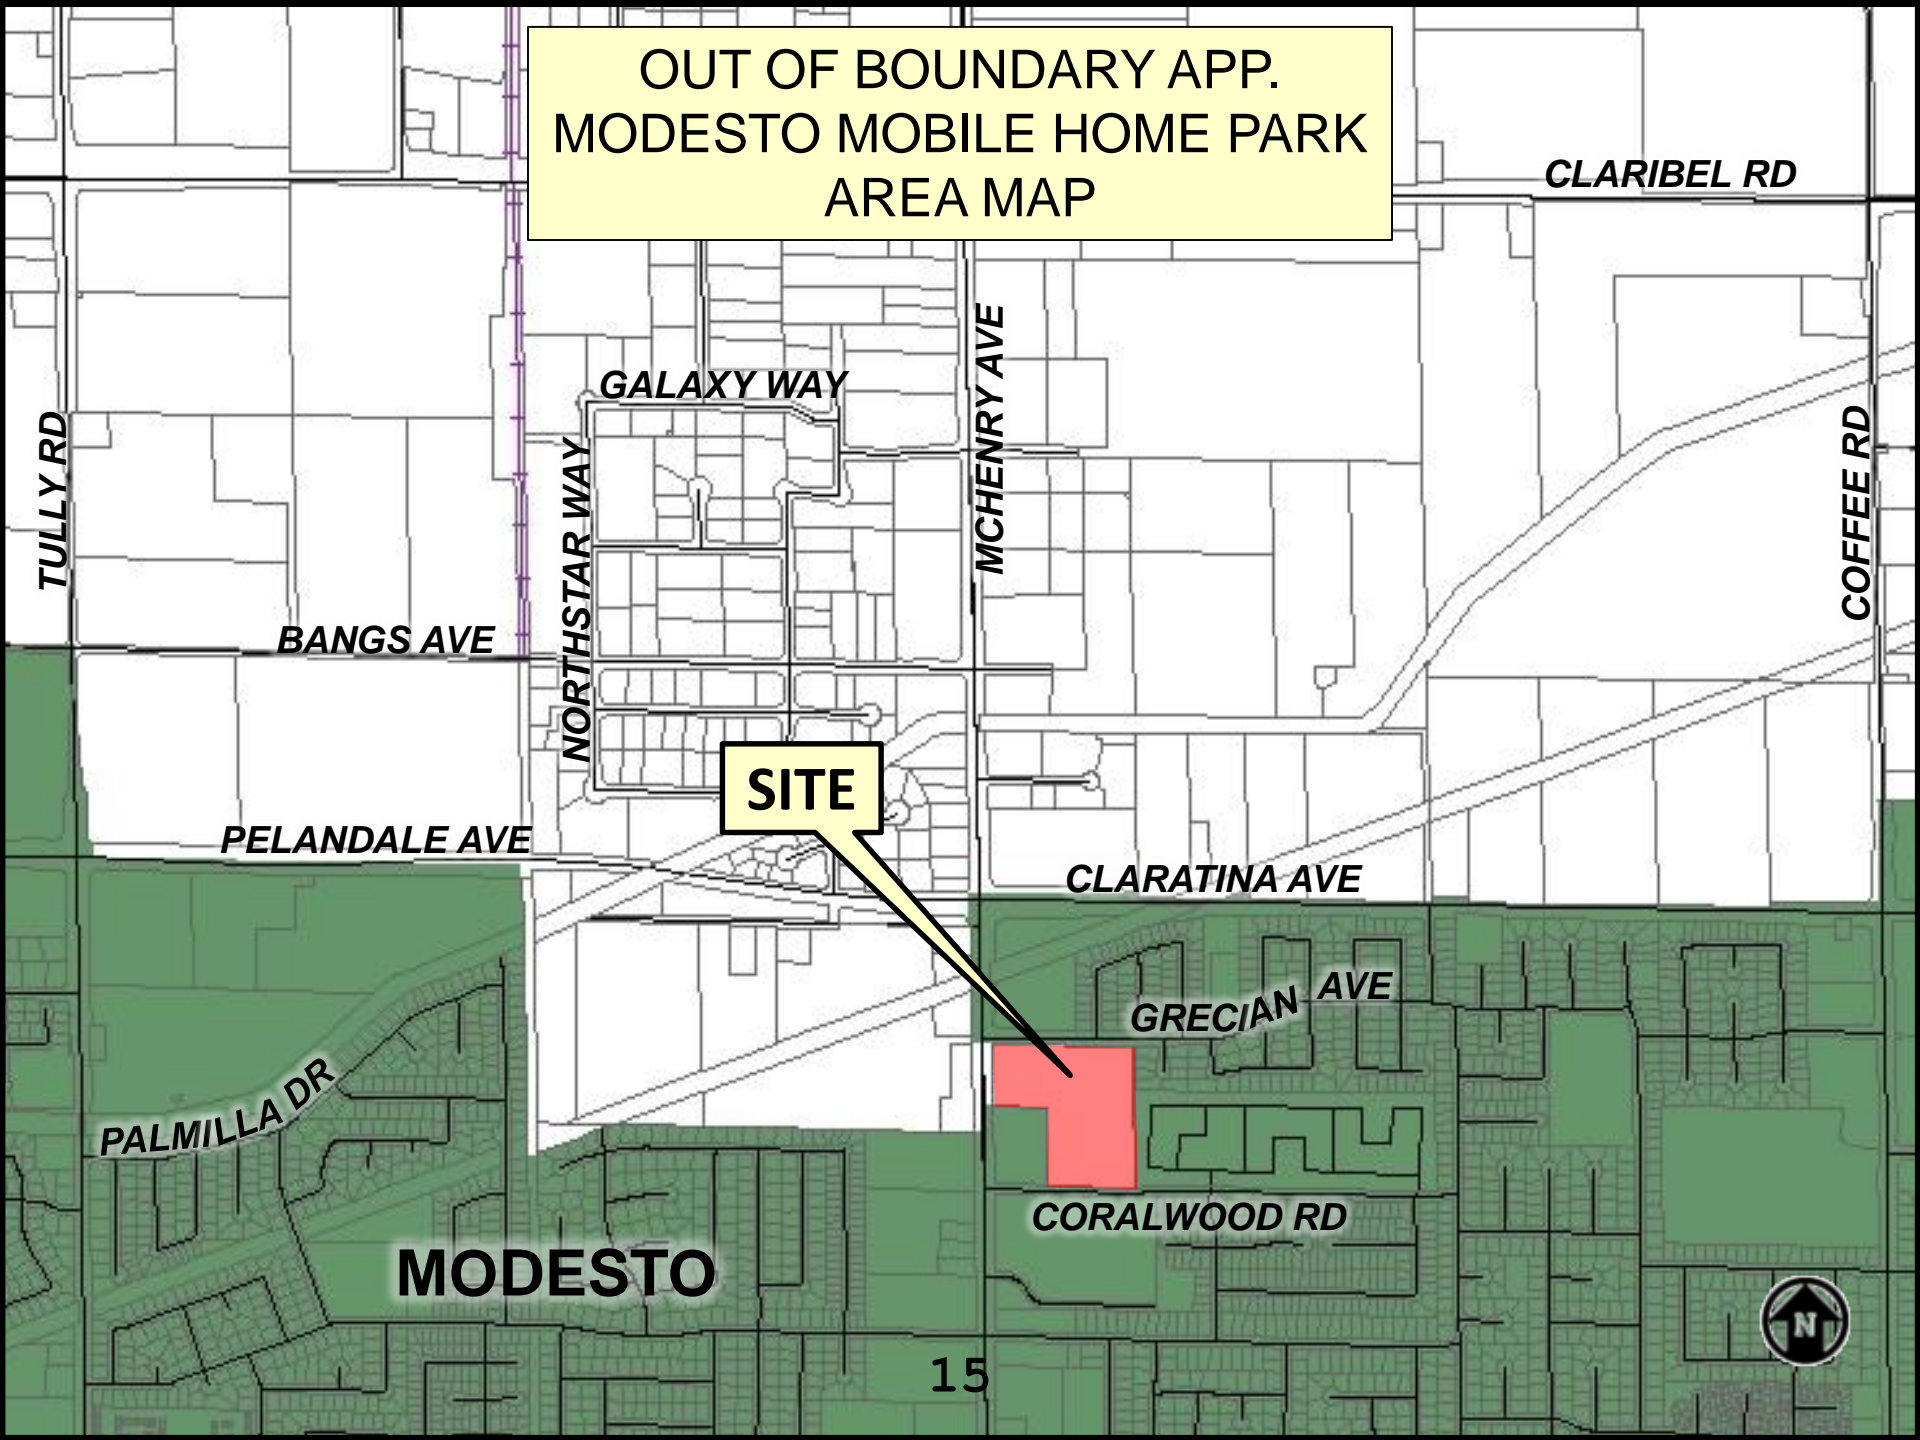 OUT OF BOUNDARY APP.
MODESTO MOBILE HOME PARK
AREA MAP
CLARIBEL RD
GALAXY WAY
MCHENRY AVE
TULLY RD
NORTHSTAR WAY
COFFEE RD
BANGS AVE
SITE
PELANDALE AVE
CLARATINA AVE
GRECIAN AVE
PALMILLA DR
CORALWOOD RD
MODESTO
N
15